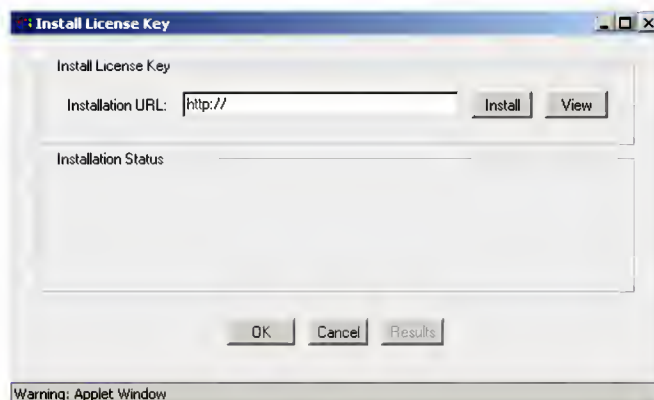 Install License Key
Install License Key
Installation URL: http:// Install View
Installation Status
OK Cancel Results
Warning: Applet Window